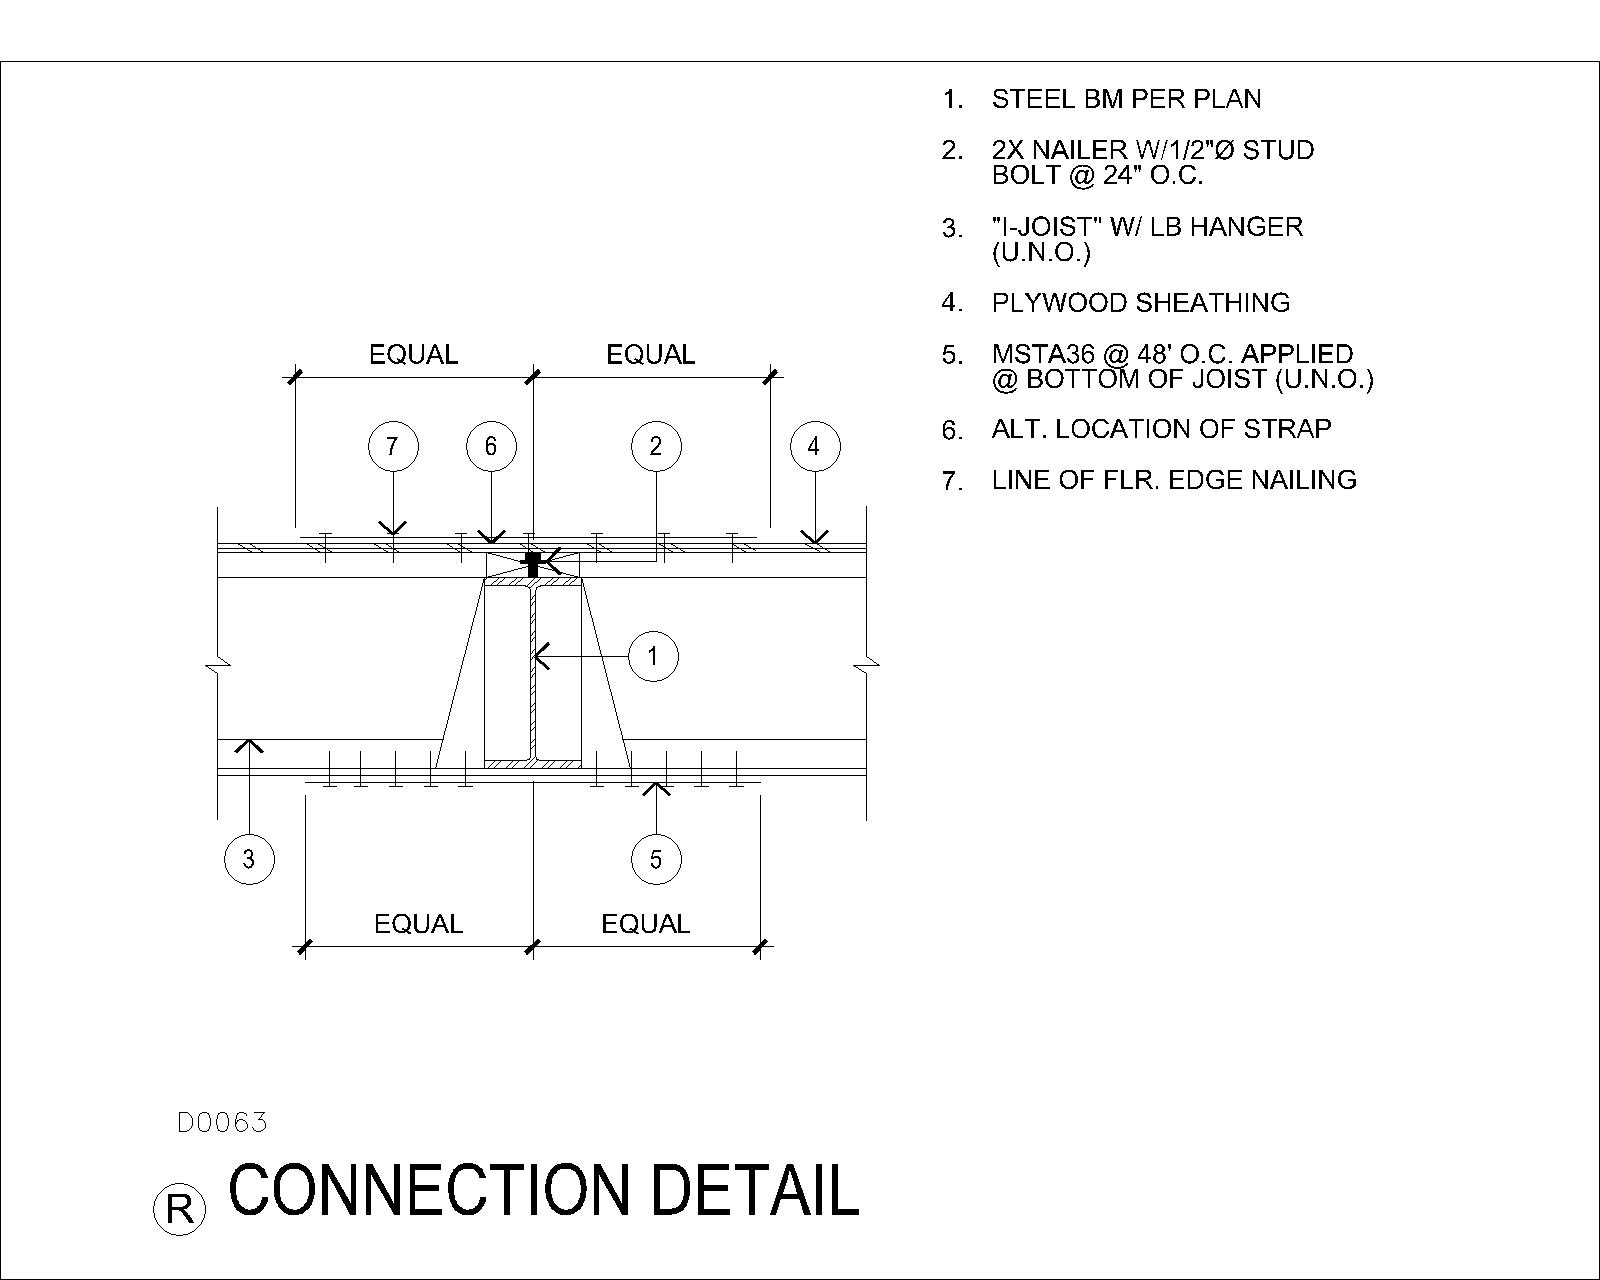 1. STEEL BM PER PLAN
2. 2X NAILER W/1/2"Ø STUD
BOLT @ 24" O.C.
3. "I-JOIST" W/ LB HANGER
(U.N.O.)
4. PLYWOOD SHEATHING
5. MSTA36 @ 48' O.C. APPLIED
@ BOTTOM OF JOIST (U.N.O.)
6. ALT. LOCATION OF STRAP
7. LINE OF FLR. EDGE NAILING
EQUAL EQUAL
7 6 2 4
1
3 5
EQUAL EQUAL
D0063
R CONNECTION DETAIL